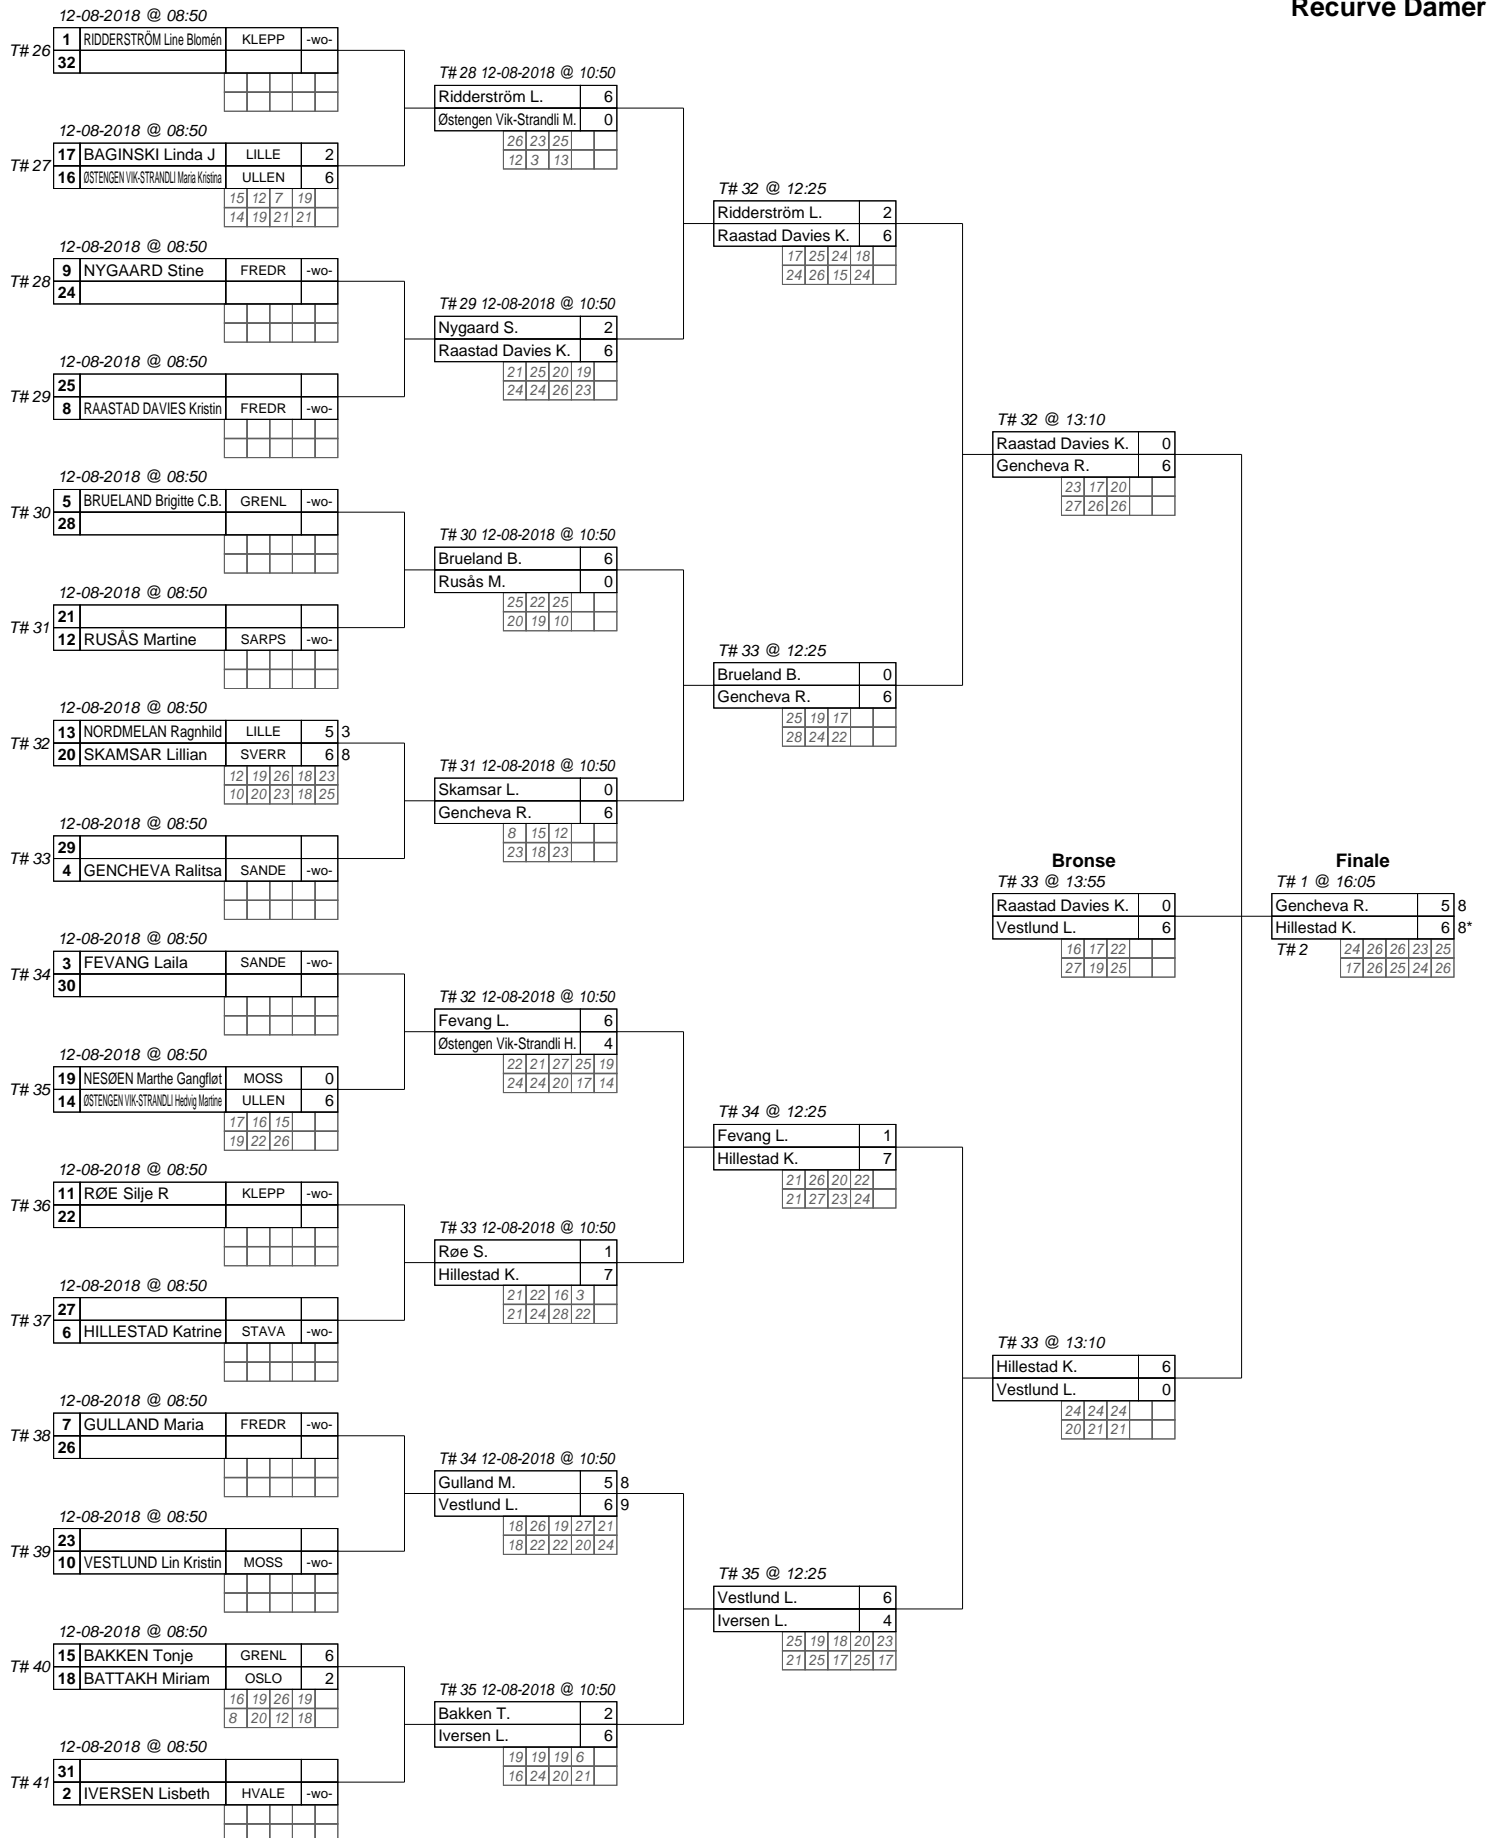 Recurve Damer
12-08-2018 @ 08:50
T# 26
1 RIDDERSTRÖM Line Blomén KLEPP -wo-
32
12-08-2018 @ 08:50
T# 27
17 BAGINSKI Linda J LILLE 2
16 ØSTENGEN VIK-STRANDLI Maria Kristina ULLEN 6
15 12 7 19
14 19 21 21
12-08-2018 @ 08:50
T# 28
9 NYGAARD Stine FREDR -wo-
24
12-08-2018 @ 08:50
T# 29
25
8 RAASTAD DAVIES Kristin FREDR -wo-
12-08-2018 @ 08:50
T# 30
5 BRUELAND Brigitte C.B. GRENL -wo-
28
12-08-2018 @ 08:50
T# 31
21
12 RUSÅS Martine SARPS -wo-
12-08-2018 @ 08:50
T# 32
13 NORDMELAN Ragnhild LILLE 5 3
20 SKAMSAR Lillian SVERR 6 8
12 19 26 18 23
10 20 23 18 25
12-08-2018 @ 08:50
T# 33
29
4 GENCHEVA Ralitsa SANDE -wo-
12-08-2018 @ 08:50
T# 34
3 FEVANG Laila SANDE -wo-
30
12-08-2018 @ 08:50
T# 35
19 NESØEN Marthe Gangfløt MOSS 0
14 ØSTENGEN VIK-STRANDLI Hedvig Martine ULLEN 6
17 16 15
19 22 26
12-08-2018 @ 08:50
T# 36
11 RØE Silje R KLEPP -wo-
22
12-08-2018 @ 08:50
T# 37
27
6 HILLESTAD Katrine STAVA -wo-
12-08-2018 @ 08:50
T# 38
7 GULLAND Maria FREDR -wo-
26
12-08-2018 @ 08:50
T# 39
23
10 VESTLUND Lin Kristin MOSS -wo-
12-08-2018 @ 08:50
T# 40
15 BAKKEN Tonje GRENL 6
18 BATTAKH Miriam OSLO 2
16 19 26 19
8 20 12 18
12-08-2018 @ 08:50
T# 41
31
2 IVERSEN Lisbeth HVALE -wo-
T# 28 12-08-2018 @ 10:50
Ridderström L. 6
Østengen Vik-Strandli M. 0
26 23 25
12 3 13
T# 29 12-08-2018 @ 10:50
Nygaard S. 2
Raastad Davies K. 6
21 25 20 19
24 24 26 23
T# 30 12-08-2018 @ 10:50
Brueland B. 6
Rusås M. 0
25 22 25
20 19 10
T# 31 12-08-2018 @ 10:50
Skamsar L. 0
Gencheva R. 6
8 15 12
23 18 23
T# 32 12-08-2018 @ 10:50
Fevang L. 6
Østengen Vik-Strandli H. 4
22 21 27 25 19
24 24 20 17 14
T# 33 12-08-2018 @ 10:50
Røe S. 1
Hillestad K. 7
21 22 16 3
21 24 28 22
T# 34 12-08-2018 @ 10:50
Gulland M. 5 8
Vestlund L. 6 9
18 26 19 27 21
18 22 22 20 24
T# 35 12-08-2018 @ 10:50
Bakken T. 2
Iversen L. 6
19 19 19 6
16 24 20 21
T# 32 @ 12:25
Ridderström L. 2
Raastad Davies K. 6
17 25 24 18
24 26 15 24
T# 33 @ 12:25
Brueland B. 0
Gencheva R. 6
25 19 17
28 24 22
T# 34 @ 12:25
Fevang L. 1
Hillestad K. 7
21 26 20 22
21 27 23 24
T# 35 @ 12:25
Vestlund L. 6
Iversen L. 4
25 19 18 20 23
21 25 17 25 17
T# 32 @ 13:10
Raastad Davies K. 0
Gencheva R. 6
23 17 20
27 26 26
T# 33 @ 13:10
Hillestad K. 6
Vestlund L. 0
24 24 24
20 21 21
Bronse
T# 33 @ 13:55
Raastad Davies K. 0
Vestlund L. 6
16 17 22
27 19 25
Finale
T# 1 @ 16:05
Gencheva R. 5 8
Hillestad K. 6 8*
T# 2
24 26 26 23 25
17 26 25 24 26